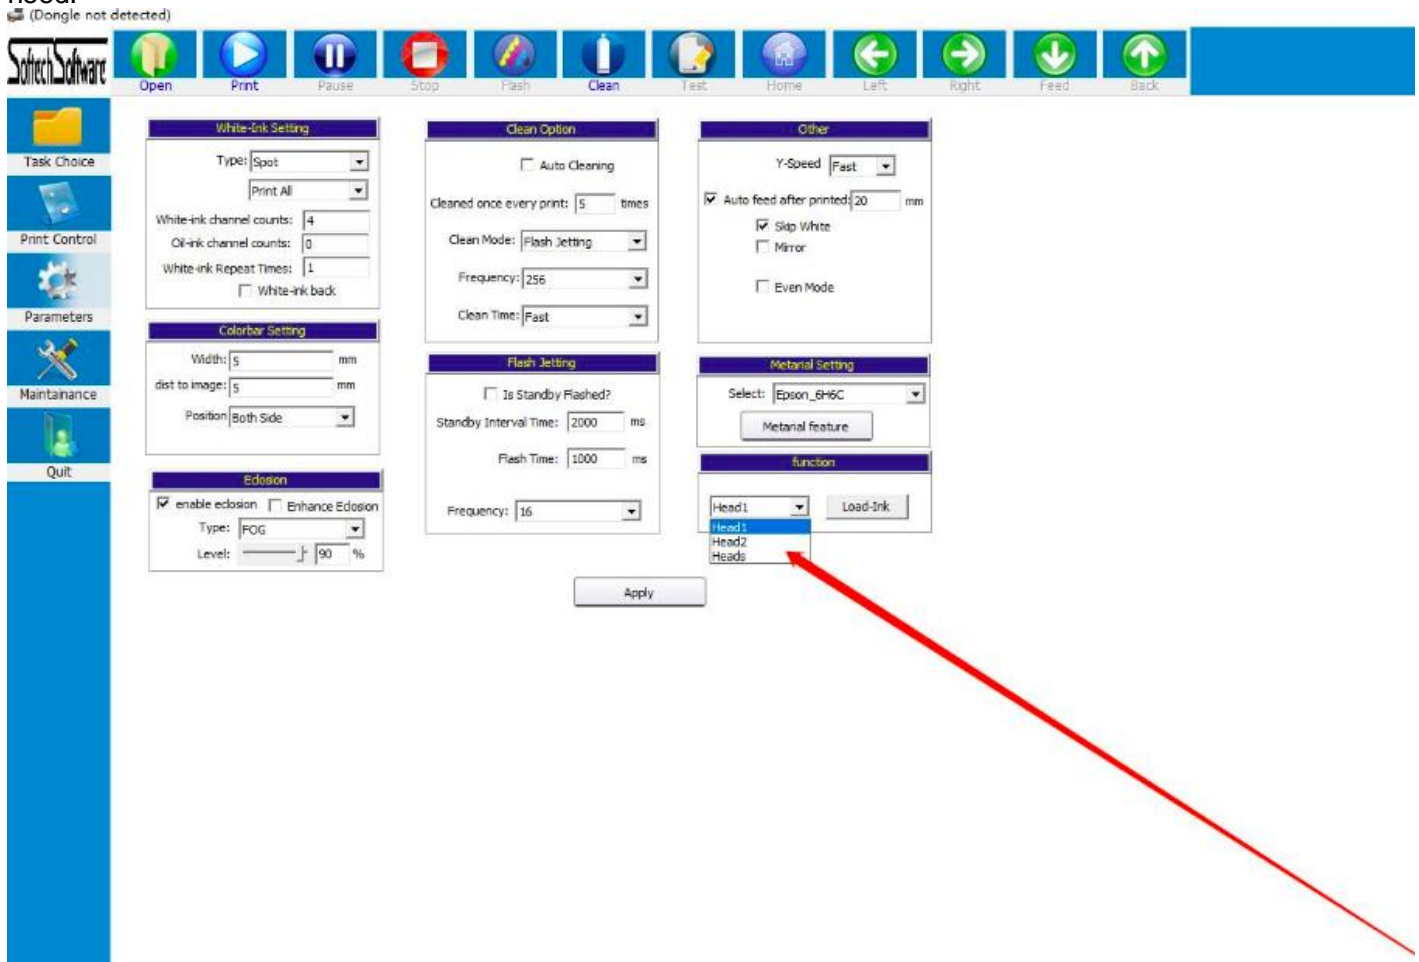 need.
(Dongle not detected)
Softech Software
Open Print Pause Stop Flash Clean Test Home Left Right Feed Back
Task Choice
Print Control
Parameters
Maintainance
Quit
White-Ink Setting
Type: Spot
Print All
White-ink channel counts: 4
Oil-ink channel counts: 0
White-ink Repeat Times: 1
White-ink back
Colorbar Setting
Width: 5 mm
dist to image: 5 mm
Position Both Side
Eclosion
enable eclosion Enhance Eclosion
Type: FOG
Level: 90 %
Clean Option
Auto Cleaning
Cleaned once every print: 5 times
Clean Mode: Flash Jetting
Frequency: 256
Clean Time: Fast
Flash Jetting
Is Standby Flashed?
Standby Interval Time: 2000 ms
Flash Time: 1000 ms
Frequency: 16
Other
Y-Speed Fast
Auto feed after printed: 20 mm
Skip White
Mirror
Even Mode
Metarial Setting
Select: Epson_6H6C
Metarial feature
function
Head1 Load-Ink
Head1
Head2
Heads
Apply